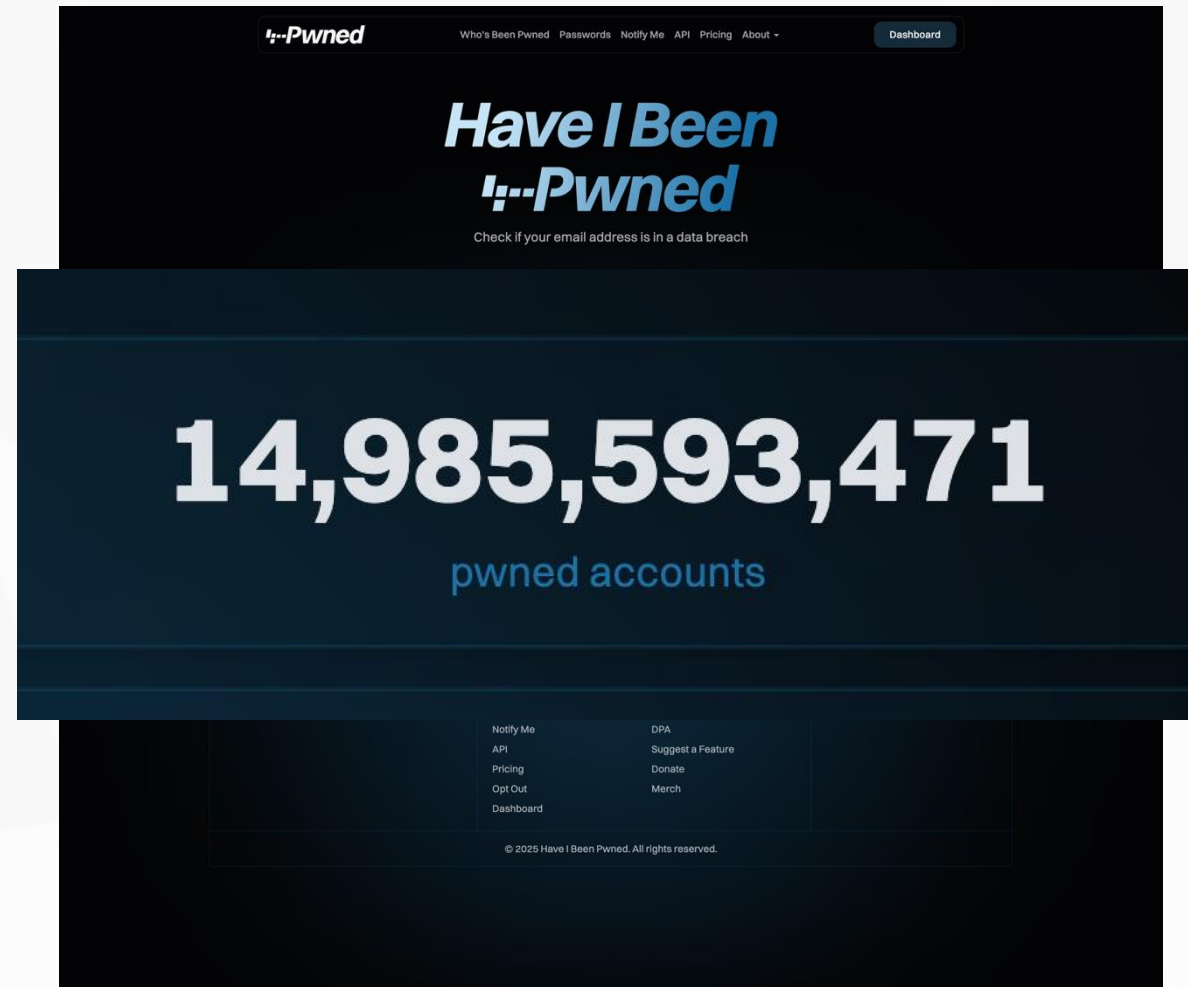 Pwned
Who's Been Pwned Passwords Notify Me API Pricing About
Dashboard
Have I Been
Pwned
Check if your email address is in a data breach
14,985,593,471
pwned accounts
Notify Me
API
Pricing
Opt Out
Dashboard
DPA
Suggest a Feature
Donate
Merch
© 2025 Have I Been Pwned. All rights reserved.